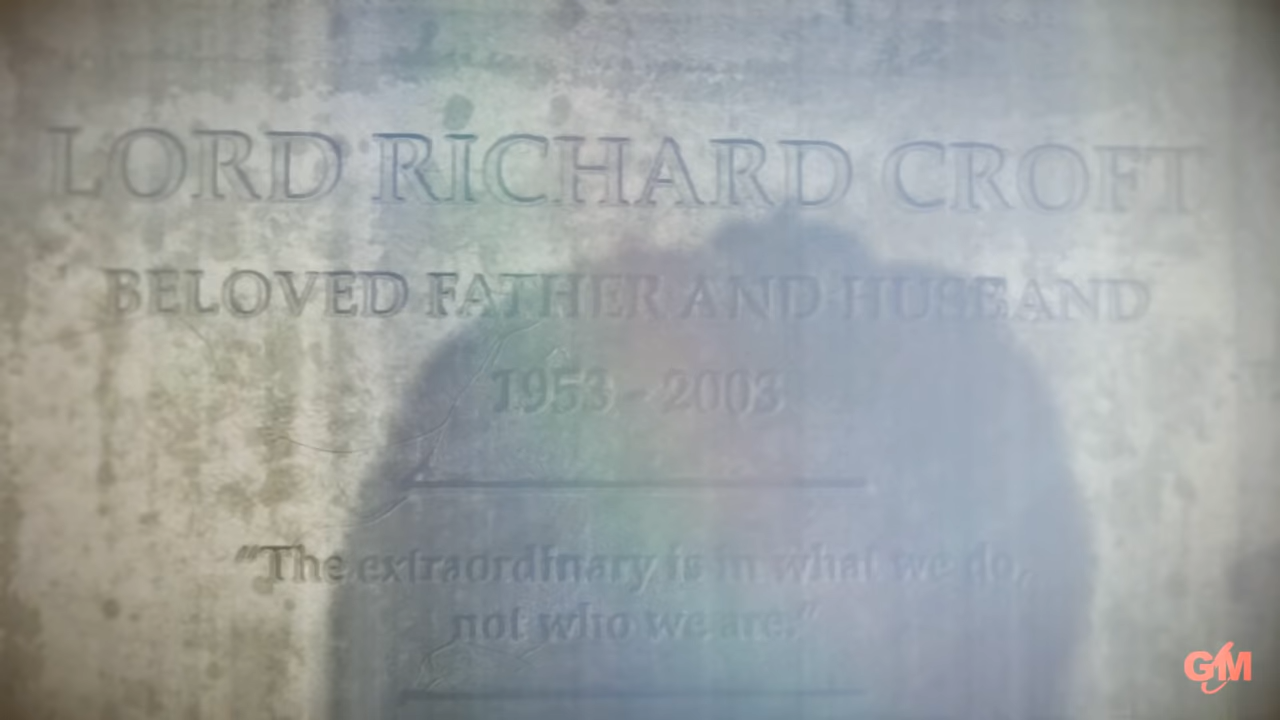 LORD RICHARD CROFT
BELOVED FATHER AND HUSBAND
1953 - 2003
"The extraordinary is in what we do,
not who we are."
GM